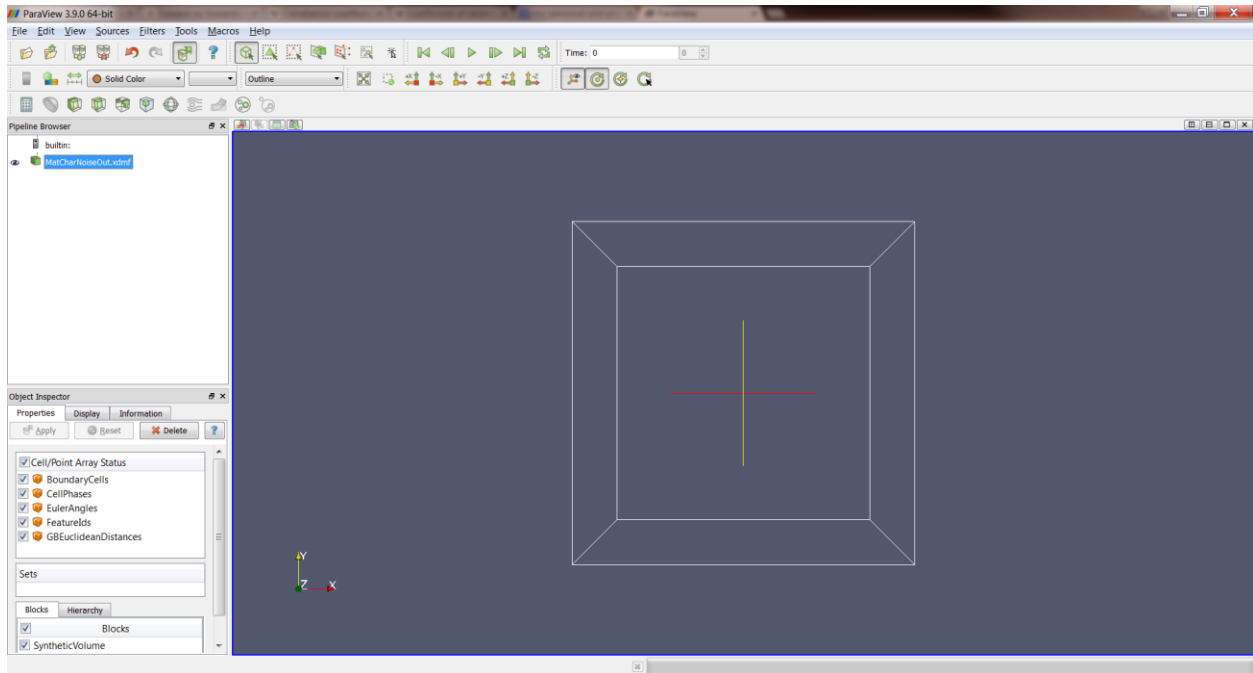 ParaView 3.9.0 64-bit
File Edit View Sources Filters Tools Macros Help
Time: 0 0
Solid Color Outline
Pipeline Browser
builtin:
MatCharNoiseOut.xdmf
Object Inspector
Properties Display Information
Apply Reset Delete ?
Cell/Point Array Status
BoundaryCells
CellPhases
EulerAngles
FeatureIds
GBEuclideanDistances
Sets
Blocks Hierarchy
Blocks
SyntheticVolume
Y
Z X